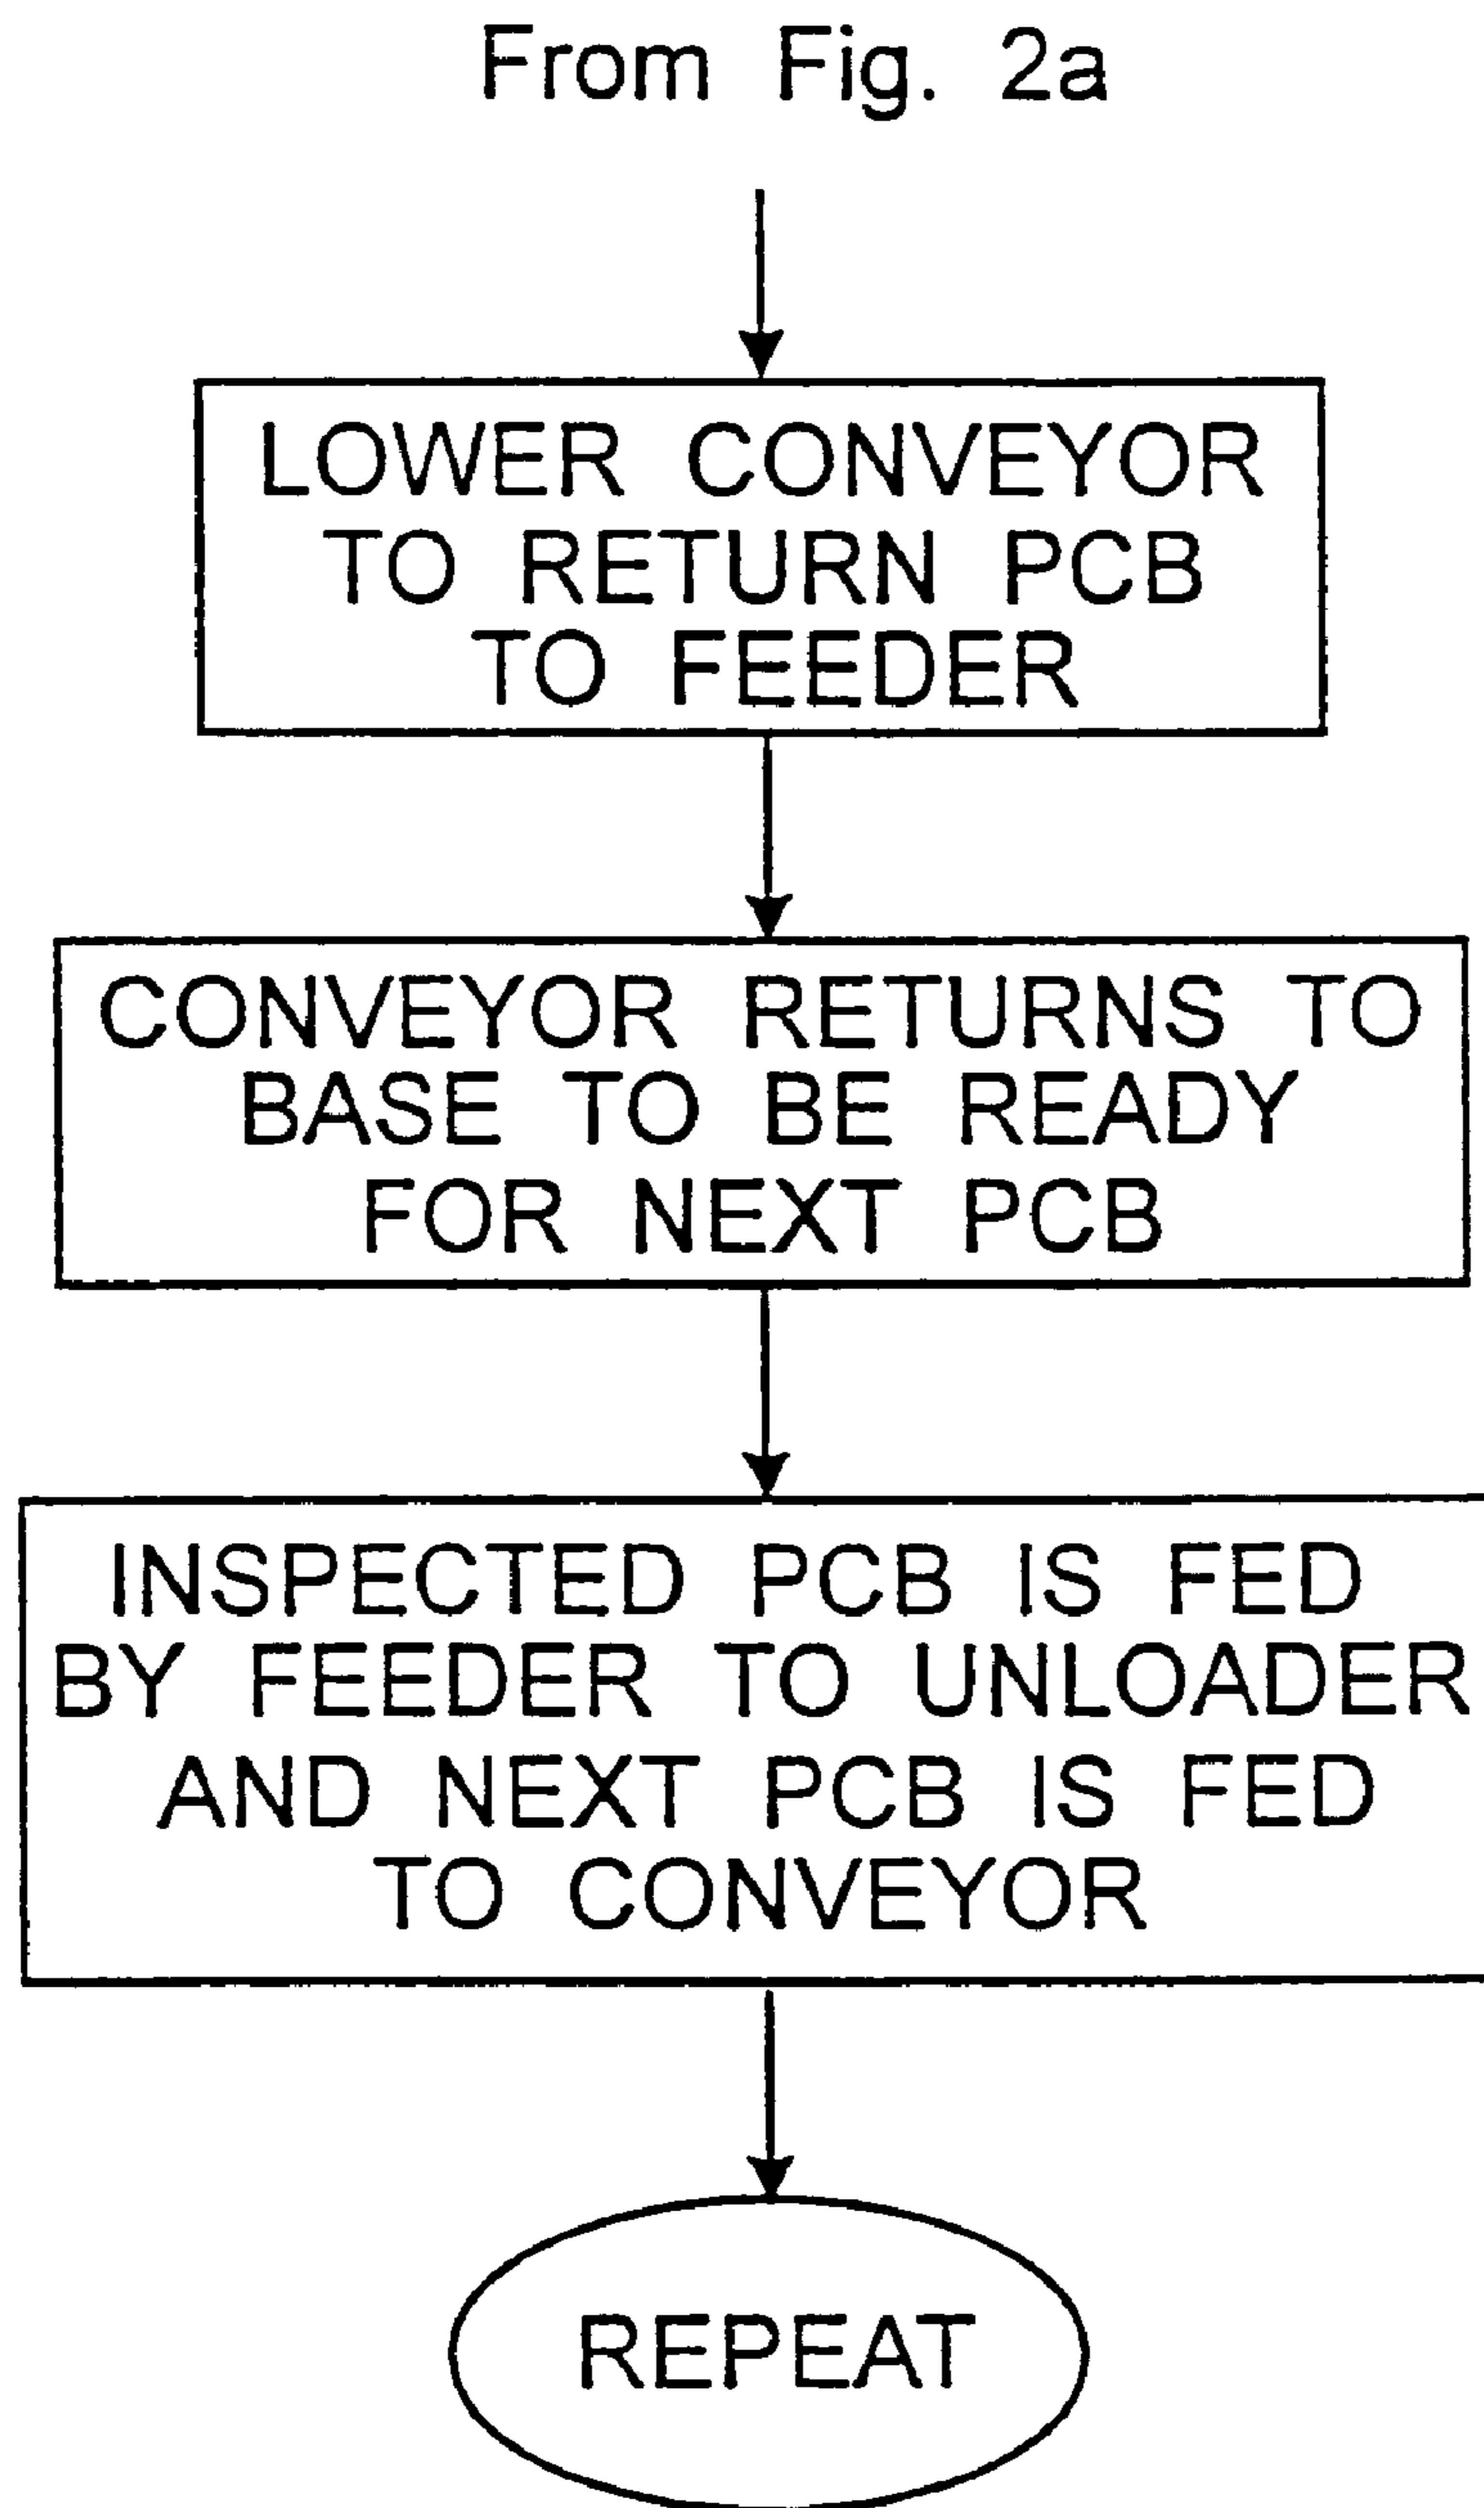 From Fig. 2a
LOWER CONVEYOR
TO RETURN PCB
TO FEEDER
CONVEYOR RETURNS TO
BASE TO BE READY
FOR NEXT PCB
INSPECTED PCB IS FED
BY FEEDER TO UNLOADER
AND NEXT PCB IS FED
TO CONVEYOR
REPEAT